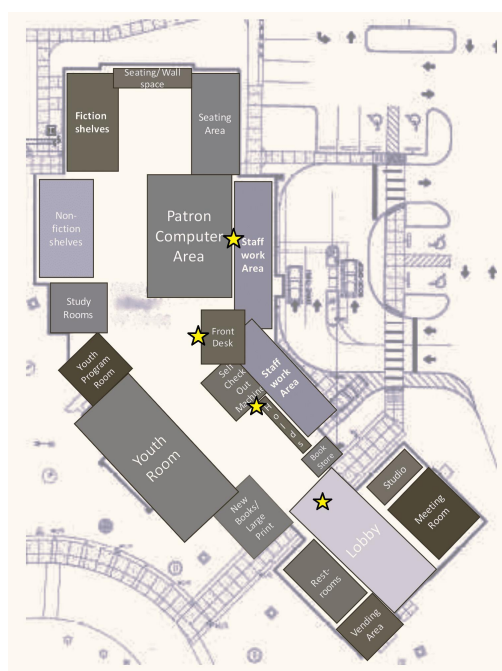 Seating/Wall
space
Fiction
shelves
Seating
Area
Non-
fiction
shelves
Patron
Computer
Area
Staff
work
Area
Study
Rooms
Front
Desk
Youth
Program
Room
Self
Check
Out
Machine
Staff
work
Area
Holds
Book
Store
Youth
Room
New
Books/
Large
Print
Studio
Meeting
Room
Lobby
Rest-
rooms
Vending
Area